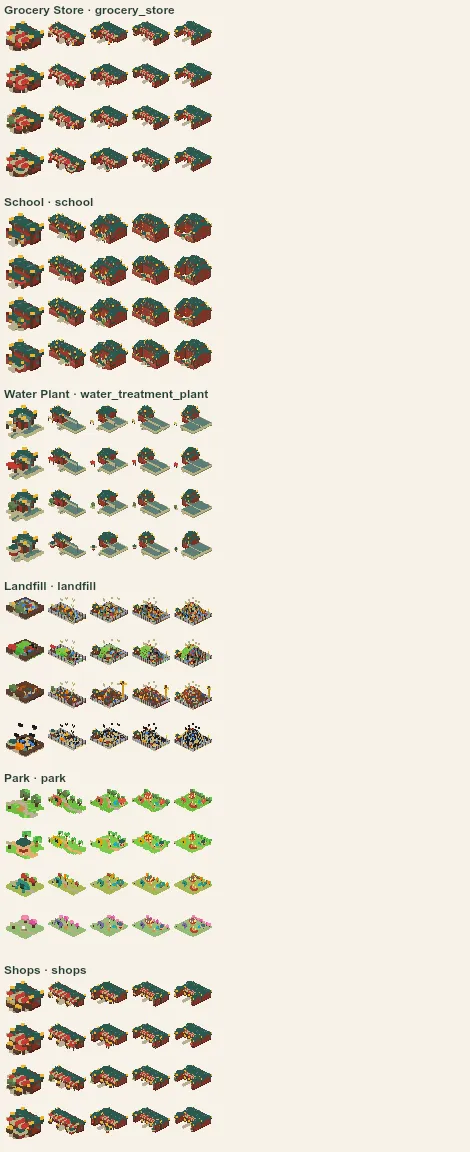 Grocery Store · grocery_store
School · school
Water Plant · water_treatment_plant
Landfill · landfill
Park · park
Shops · shops